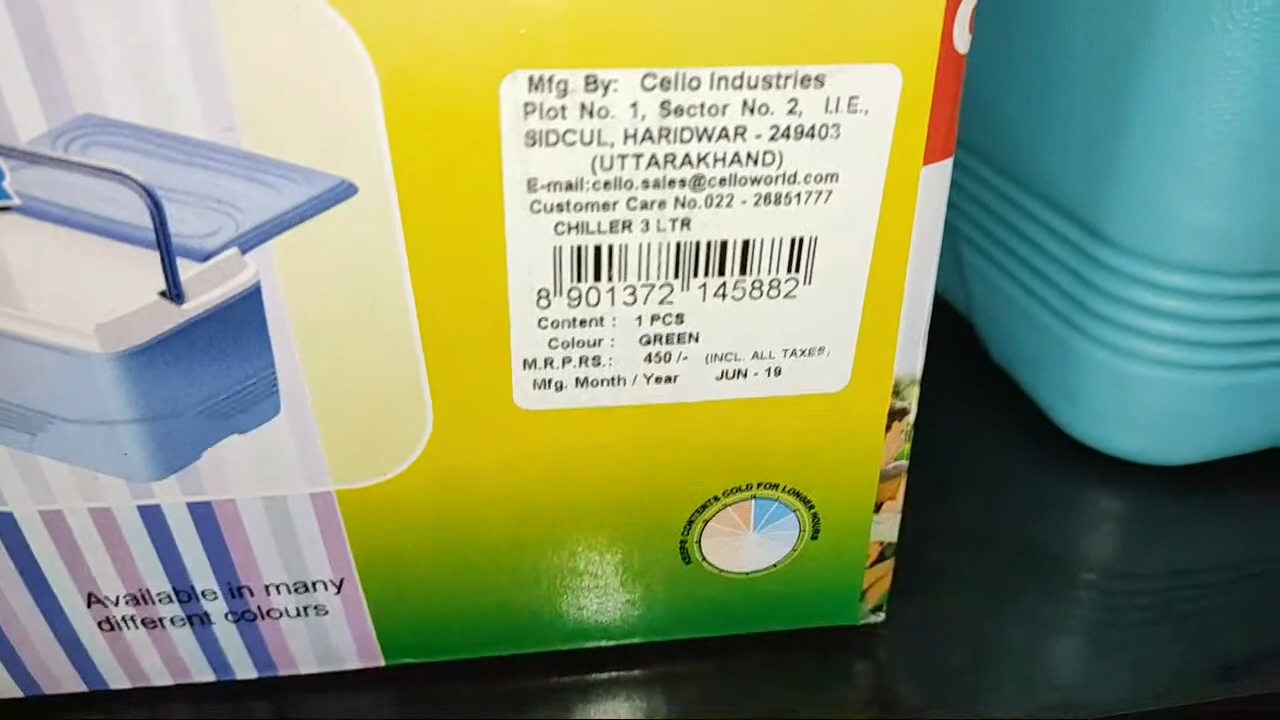 Mfg. By: Cello Industries
Plot No. 1, Sector No. 2, I.I.E.,
SIDCUL, HARIDWAR - 249403
(UTTARAKHAND)
E-mail:cello.sales@celloworld.com
Customer Care No.022 - 26851777
CHILLER 3 LTR
8 901372 145882
Content : 1 PCS
Colour : GREEN
M.R.P.RS.: 450/- (INCL. ALL TAXES)
Mfg. Month / Year JUN - 19
KEEPS CONTENTS COLD FOR LONGER HOURS
Available in many
different colours